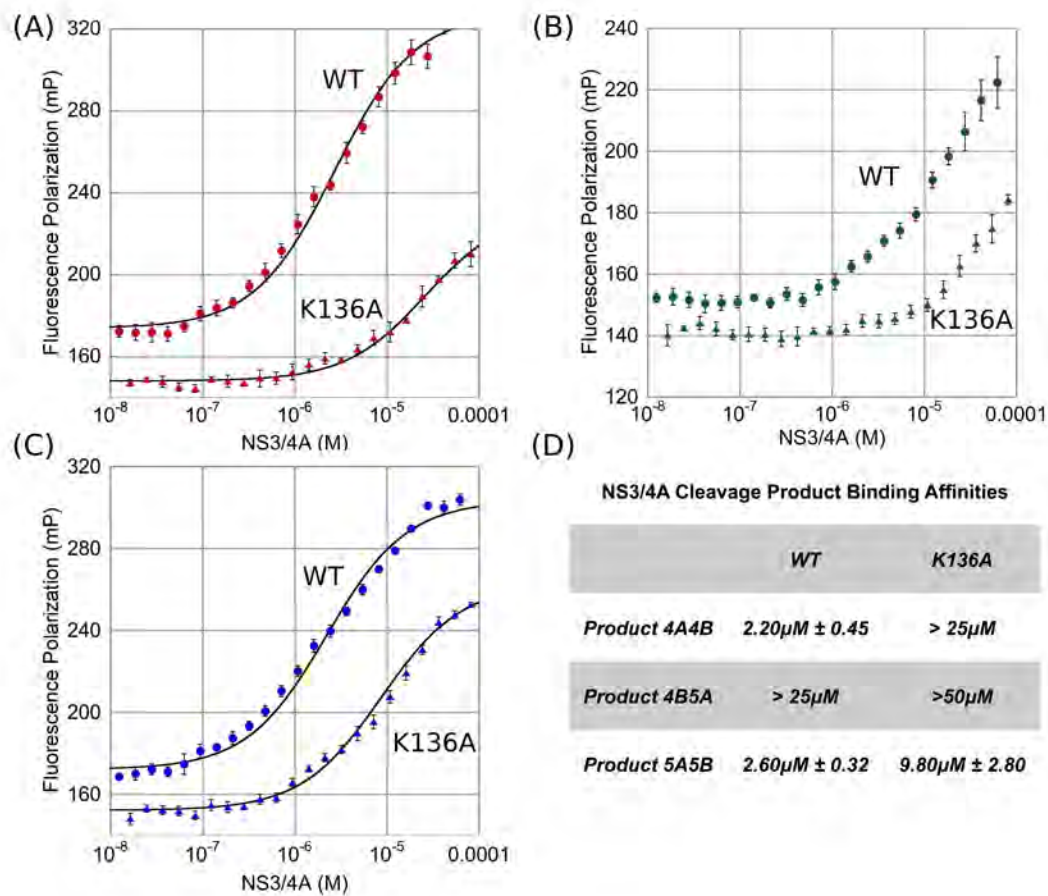 (A)
Fluorescence Polarization (mP)
320
280
240
200
160
WT
K136A
10-8
10-7
10-6
10-5
0.0001
NS3/4A (M)
(B)
Fluorescence Polarization (mP)
240
220
200
180
160
140
120
WT
K136A
10-8
10-7
10-6
10-5
0.0001
NS3/4A (M)
(C)
Fluorescence Polarization (mP)
320
280
240
200
160
WT
K136A
10-8
10-7
10-6
10-5
0.0001
NS3/4A (M)
(D)
NS3/4A Cleavage Product Binding Affinities
WT K136A
Product 4A4B 2.20µM ± 0.45 > 25µM
Product 4B5A > 25µM >50µM
Product 5A5B 2.60µM ± 0.32 9.80µM ± 2.80